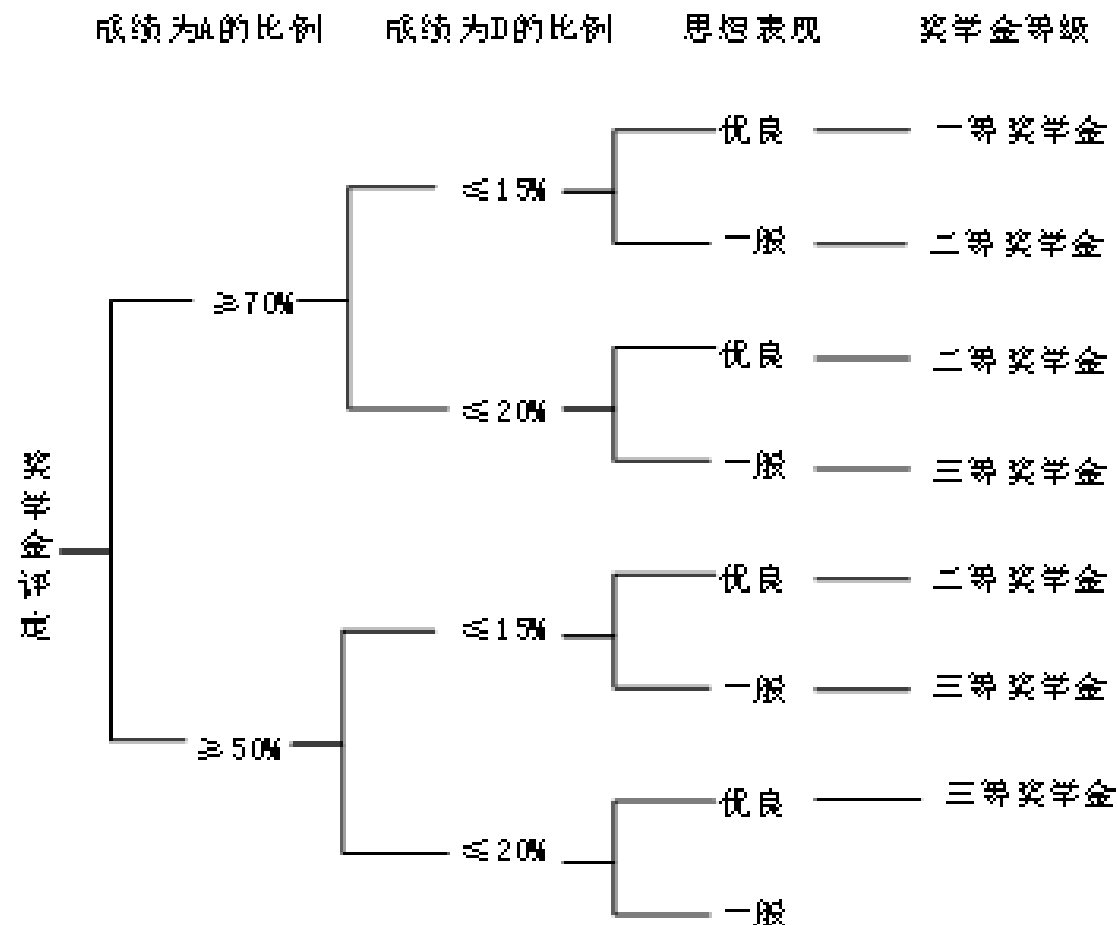 成绩为A的比例 成绩为D的比例 思想表现 奖学金等级
优良 一等奖学金
≤15%
一般 二等奖学金
≥70%
优良 二等奖学金
≤20%
一般 三等奖学金
奖学金评定
优良 二等奖学金
≤15%
一般 三等奖学金
≥50%
优良 三等奖学金
≤20%
一般